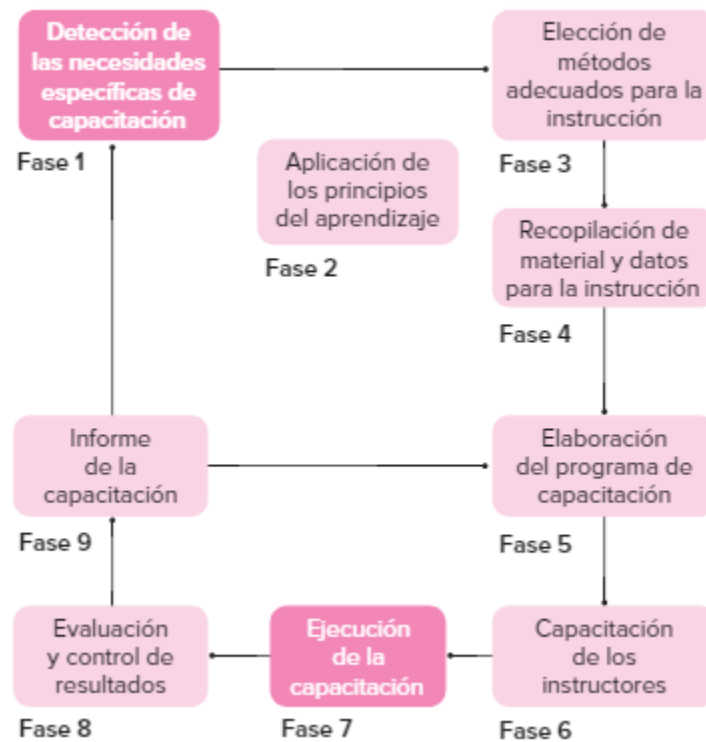 Detección de
las necesidades
específicas de
capacitación
Fase 1
Aplicación de
los principios
del aprendizaje
Fase 2
Elección de
métodos
adecuados para la
instrucción
Fase 3
Recopilación de
material y datos
para la instrucción
Fase 4
Elaboración
del programa de
capacitación
Fase 5
Capacitación
de los
instructores
Fase 6
Ejecución
de la
capacitación
Fase 7
Evaluación
y control de
resultados
Fase 8
Informe
de la
capacitación
Fase 9